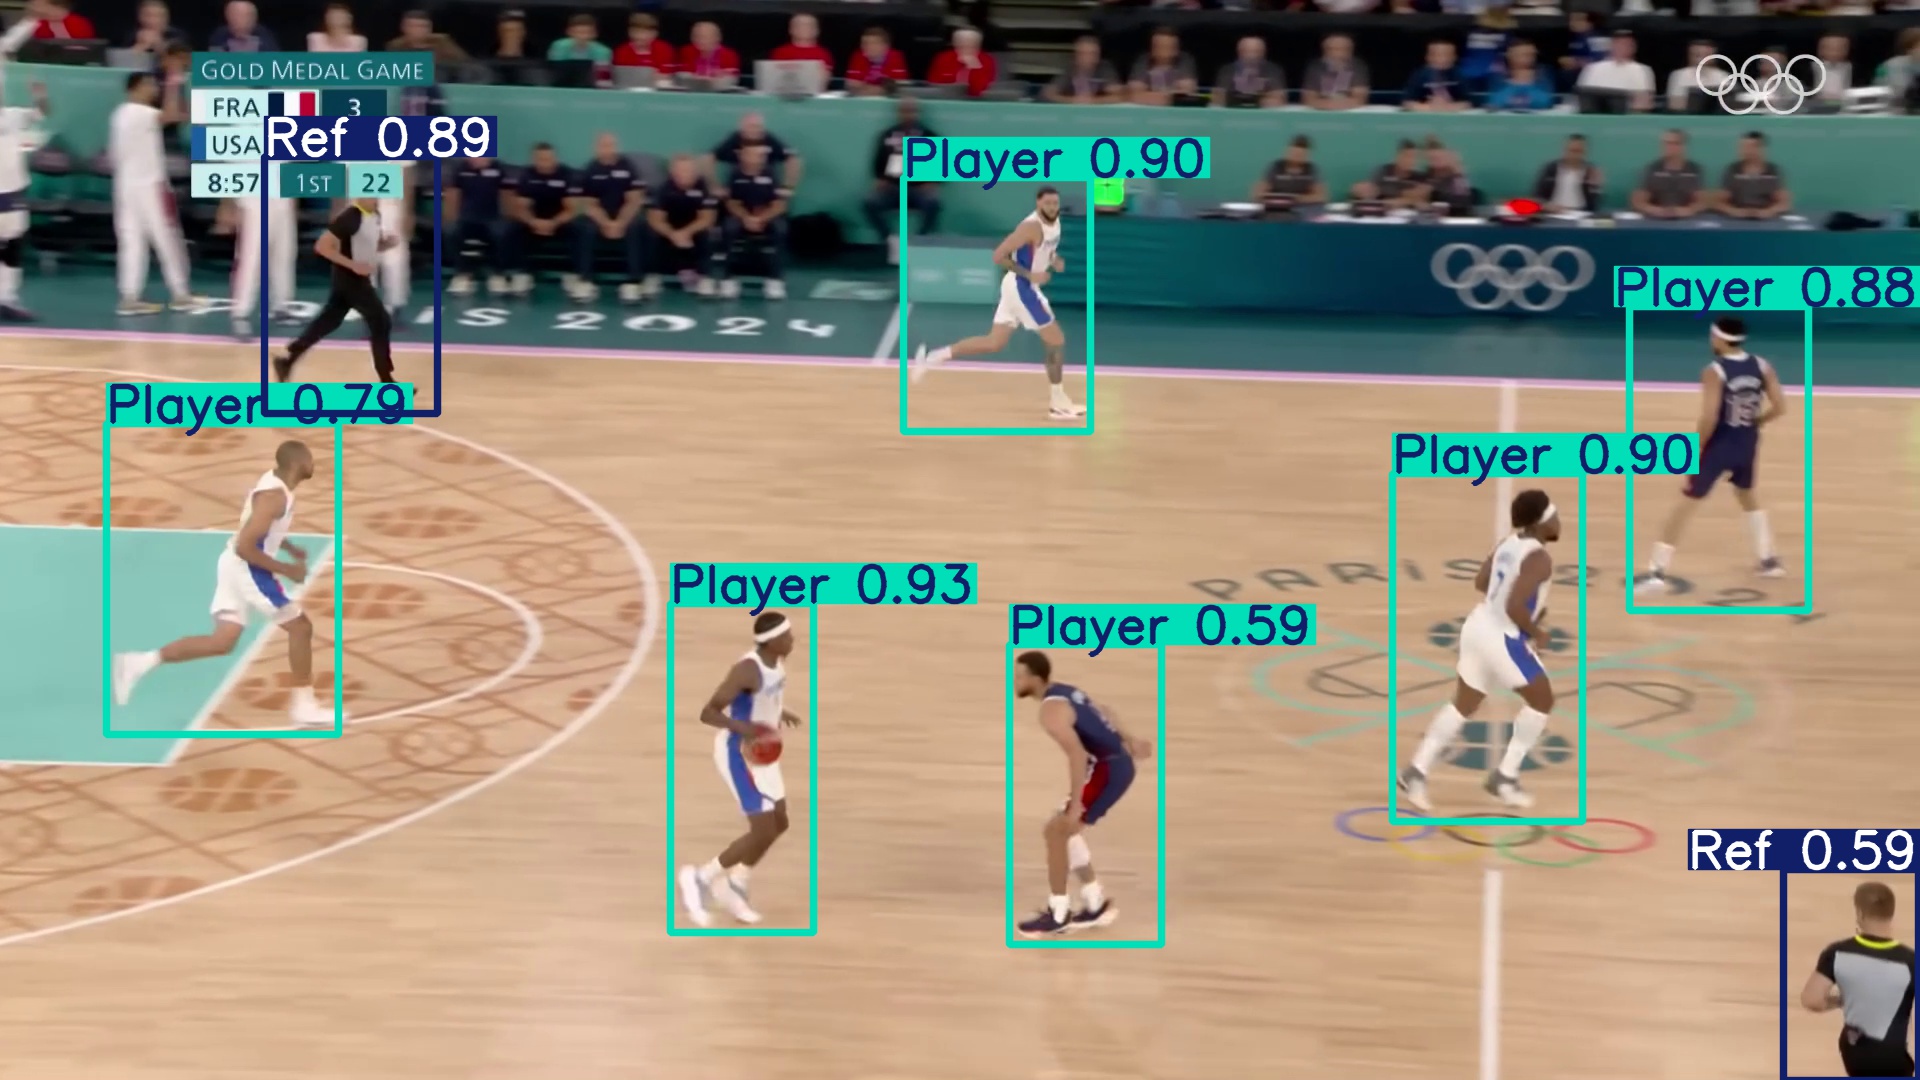 GOLD MEDAL GAME
FRA 3
USA
Ref 0.89
8:57 1ST 22
Player 0.90
Player 0.88
PARIS 2024
Player 0.79
Player 0.90
Player 0.93
PARIS 2024
Player 0.59
Ref 0.59